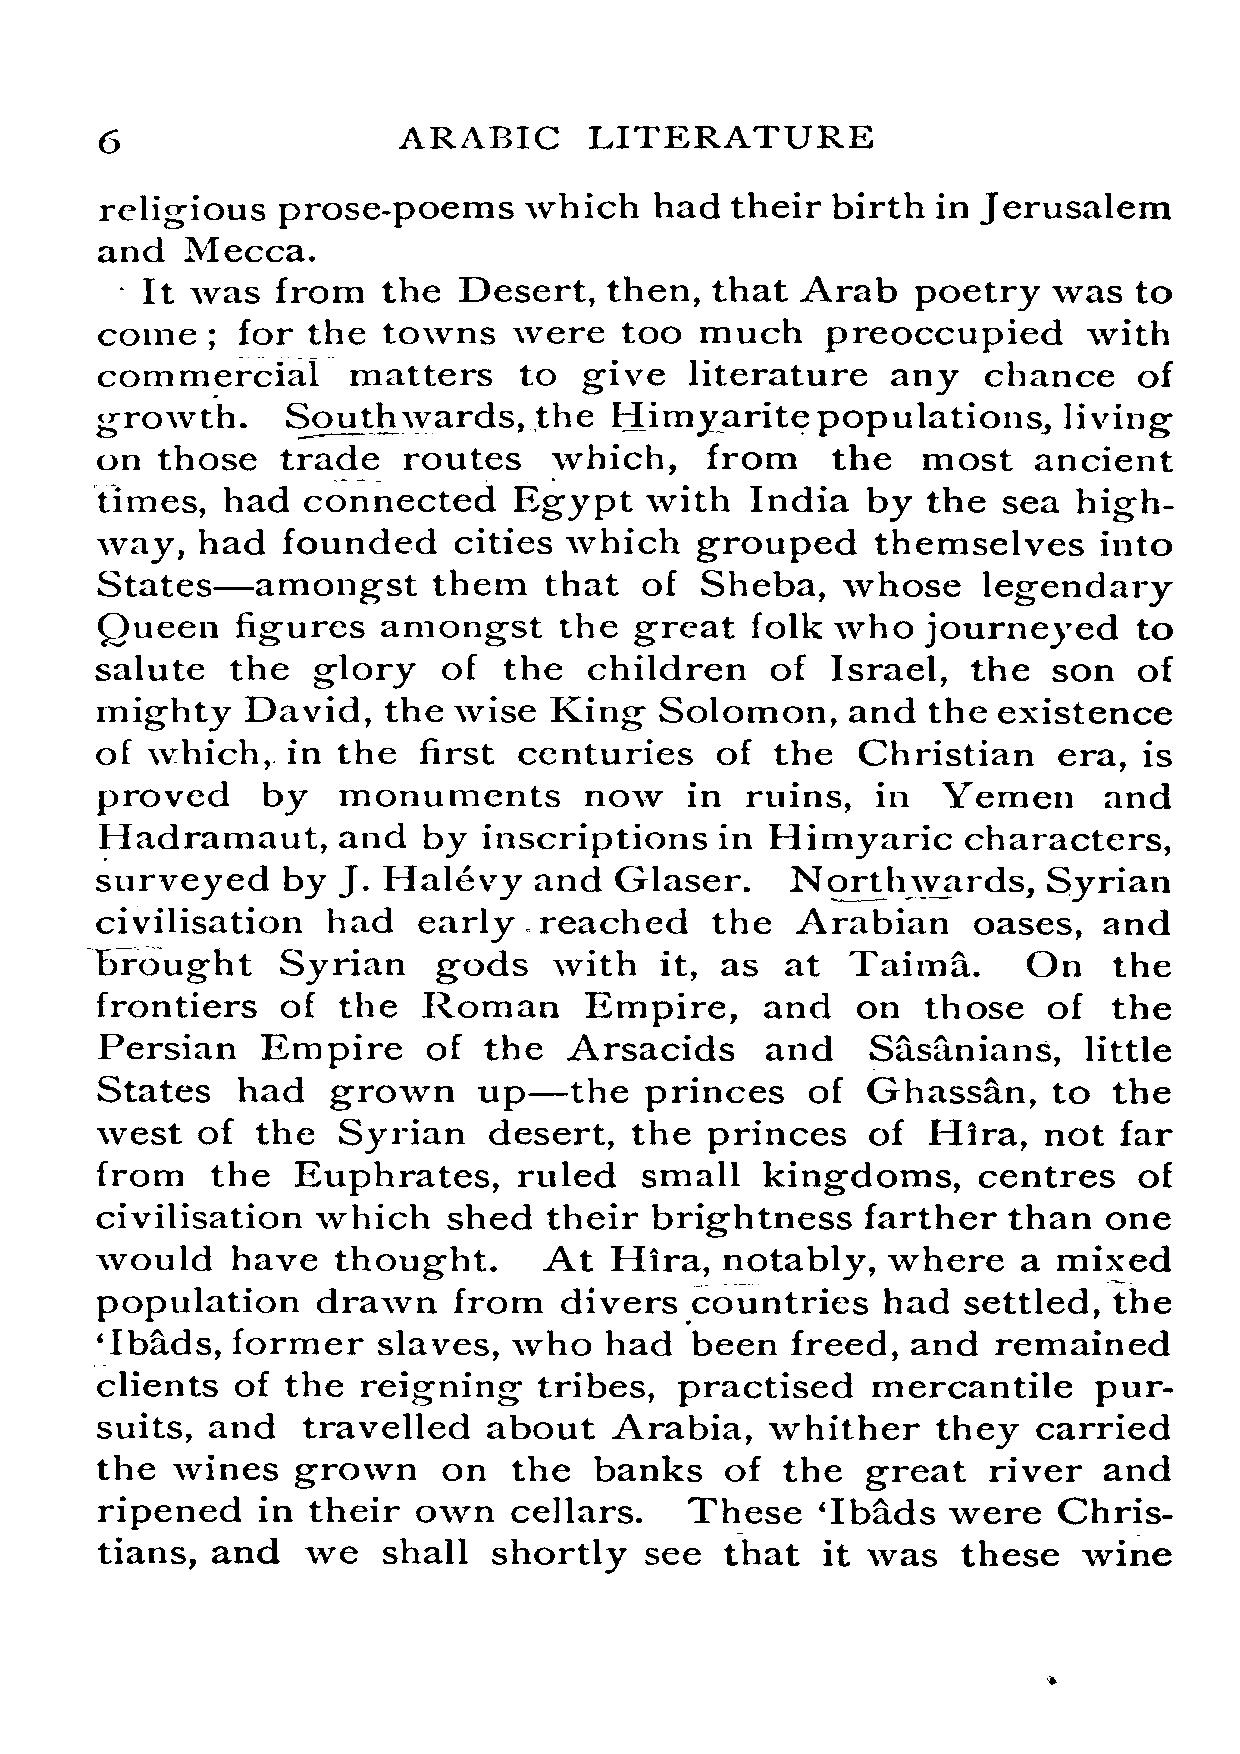 6 ARABIC LITERATURE
religious prose-poems which had their birth in Jerusalem
and Mecca.
It was from the Desert, then, that Arab poetry was to
come ; for the towns were too much preoccupied with
commercial matters to give literature any chance of
growth. Southwards, the Himyarite populations, living
on those trade routes which, from the most ancient
times, had connected Egypt with India by the sea high-
way, had founded cities which grouped themselves into
States—amongst them that of Sheba, whose legendary
Queen figures amongst the great folk who journeyed to
salute the glory of the children of Israel, the son of
mighty David, the wise King Solomon, and the existence
of which, in the first centuries of the Christian era, is
proved by monuments now in ruins, in Yemen and
Hadramaut, and by inscriptions in Himyaric characters,
surveyed by J. Halévy and Glaser. Northwards, Syrian
civilisation had early reached the Arabian oases, and
brought Syrian gods with it, as at Taimâ. On the
frontiers of the Roman Empire, and on those of the
Persian Empire of the Arsacids and Sâsânians, little
States had grown up—the princes of Ghassân, to the
west of the Syrian desert, the princes of Hîra, not far
from the Euphrates, ruled small kingdoms, centres of
civilisation which shed their brightness farther than one
would have thought. At Hîra, notably, where a mixed
population drawn from divers countries had settled, the
‘Ibâds, former slaves, who had been freed, and remained
clients of the reigning tribes, practised mercantile pur-
suits, and travelled about Arabia, whither they carried
the wines grown on the banks of the great river and
ripened in their own cellars. These ‘Ibâds were Chris-
tians, and we shall shortly see that it was these wine